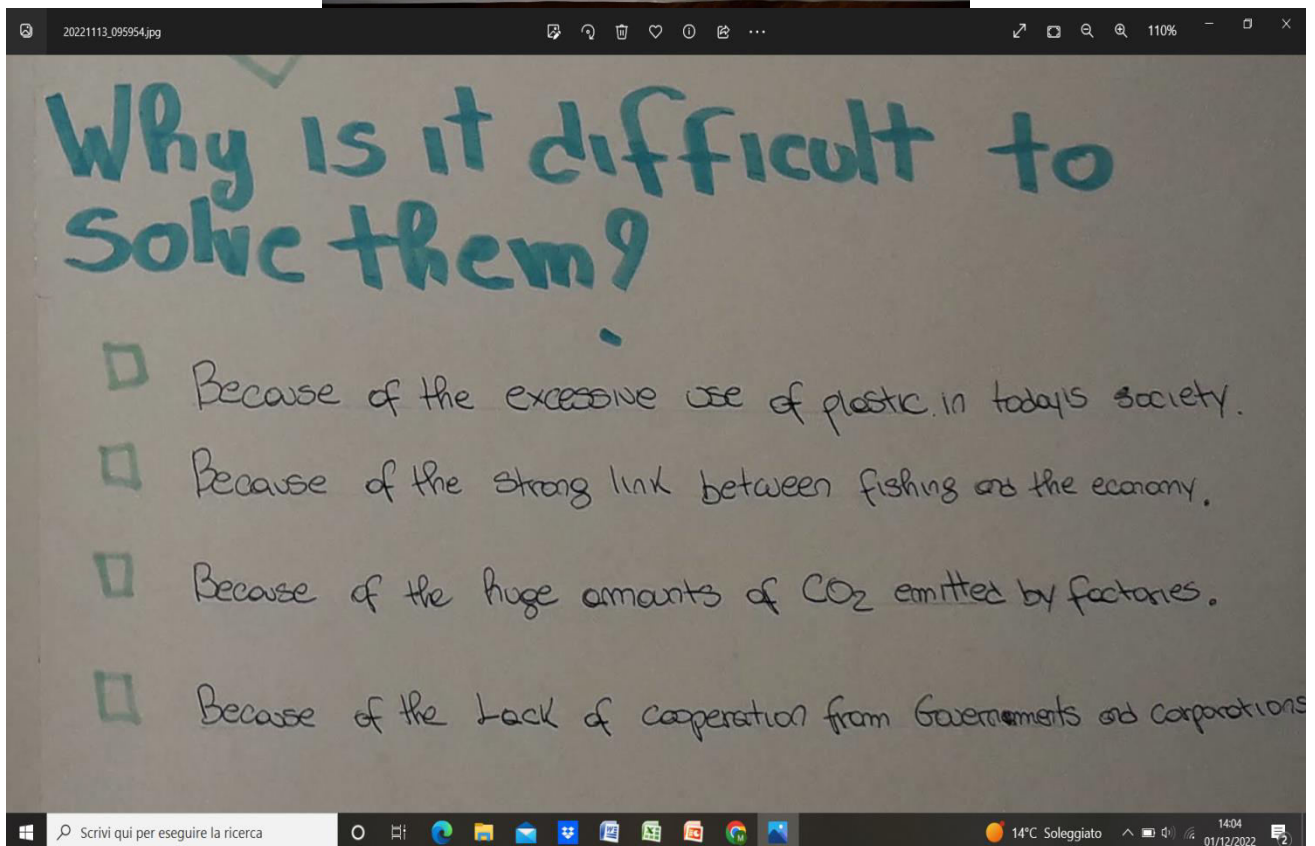 20221113_095954.jpg
110%
Why is it difficult to
solve them?
Because of the excessive use of plastic in today's society.
Because of the strong link between fishing and the economy.
Because of the huge amounts of CO2 emitted by factories.
Because of the Lack of cooperation from Governements and corporations
Scrivi qui per eseguire la ricerca
14°C Soleggiato
14:04
01/12/2022